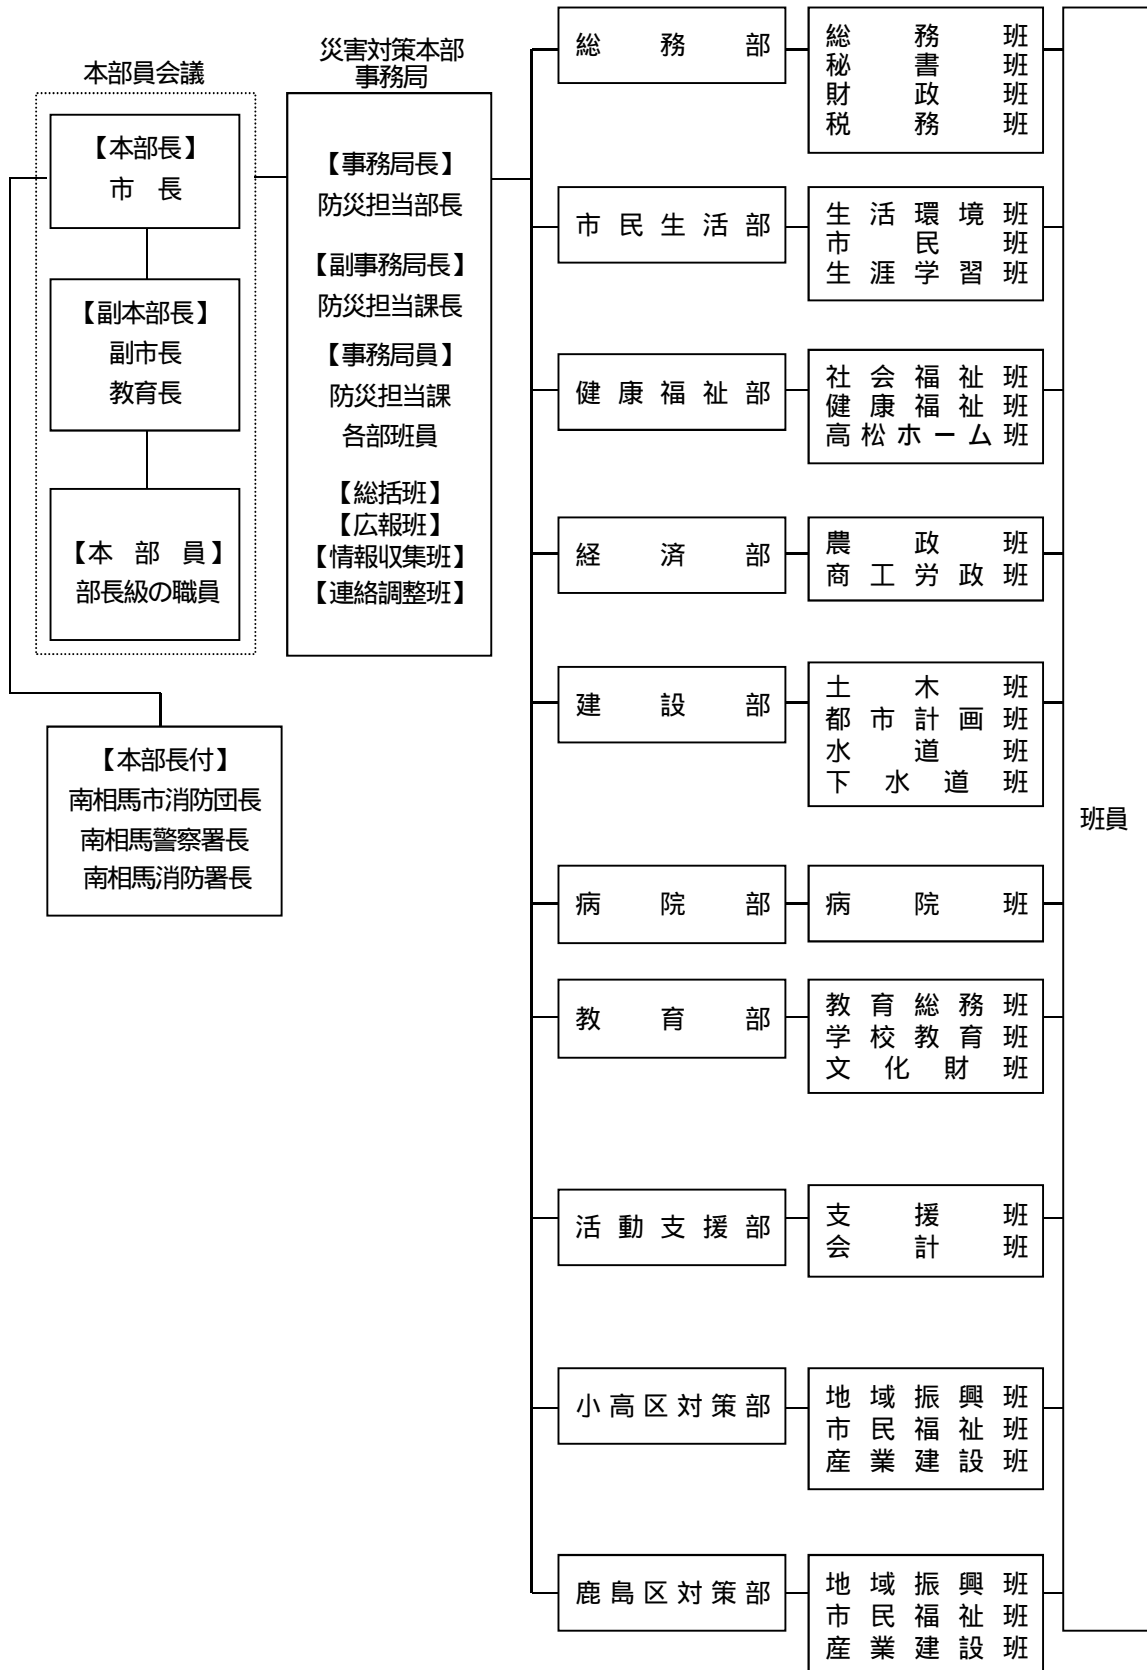 本部員会議
【本部長】
市 長
【副本部長】
副市長
教育長
【本 部 員】
部長級の職員
【本部長付】
南相馬市消防団長
南相馬警察署長
南相馬消防署長
災害対策本部
事務局
【事務局長】
防災担当部長
【副事務局長】
防災担当課長
【事務局員】
防災担当課
各部班員
【総括班】
【広報班】
【情報収集班】
【連絡調整班】
総務部
総務班
秘書班
財政班
税務班
市民生活部
生活環境班
市民班
生涯学習班
健康福祉部
社会福祉班
健康福祉班
高松ホーム班
経済部
農政班
商工労政班
建設部
土木班
都市計画班
水道班
下水道班
病院部
病院班
教育部
教育総務班
学校教育班
文化財班
活動支援部
支援班
会計班
小高区対策部
地域振興班
市民福祉班
産業建設班
鹿島区対策部
地域振興班
市民福祉班
産業建設班
班員